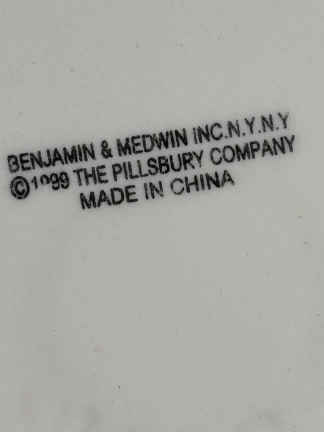 BENJAMIN & MEDWIN INC.N.Y.N.Y
©1999 THE PILLSBURY COMPANY
MADE IN CHINA